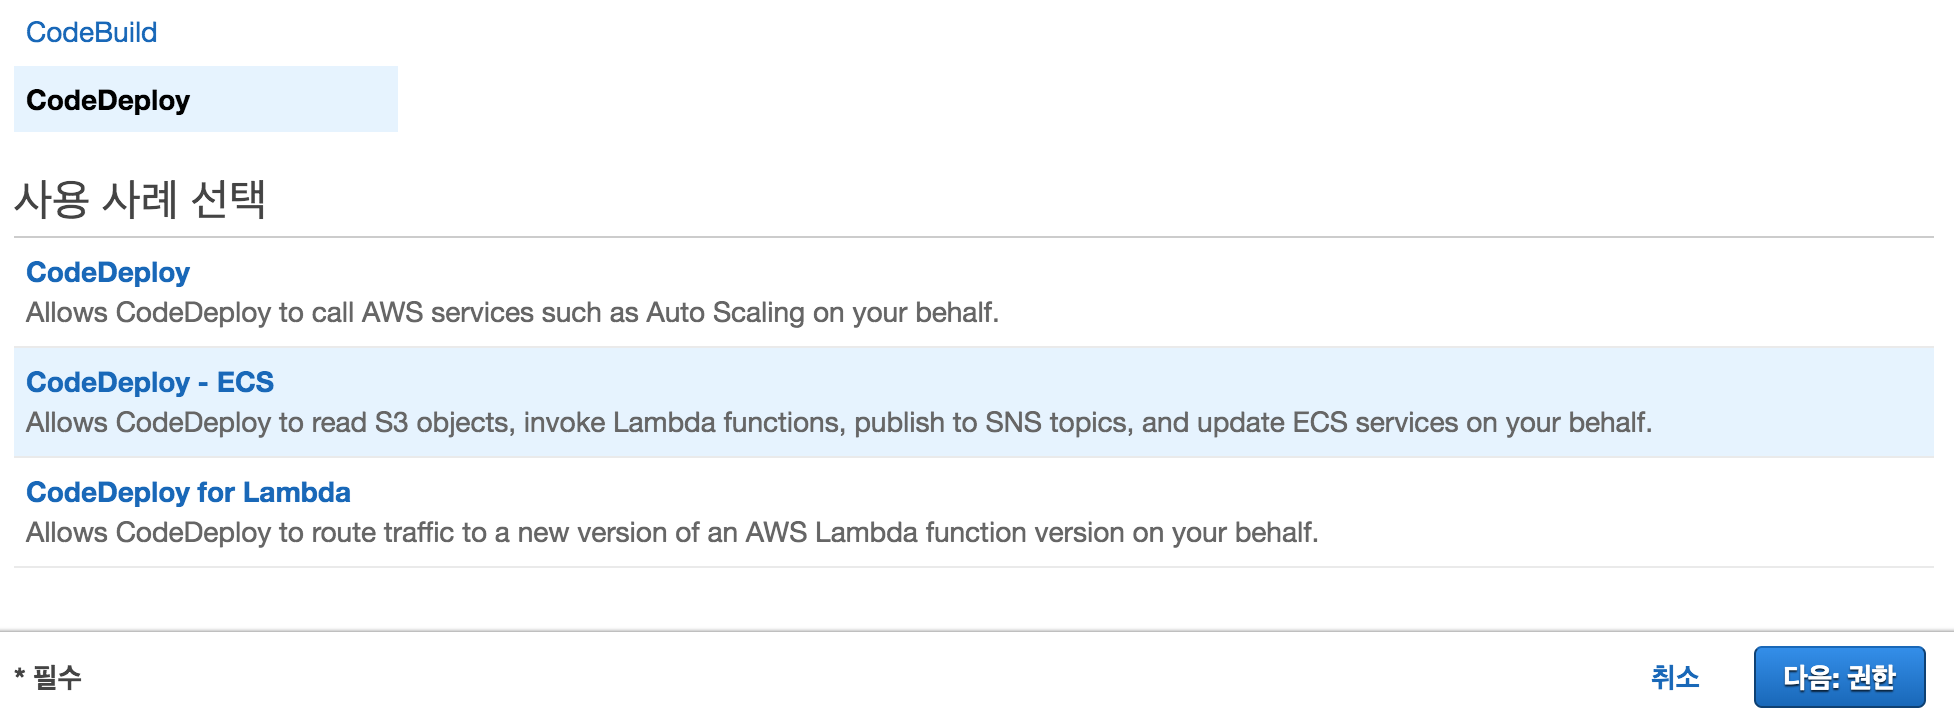 CodeBuild
CodeDeploy
사용 사례 선택
CodeDeploy
Allows CodeDeploy to call AWS services such as Auto Scaling on your behalf.
CodeDeploy - ECS
Allows CodeDeploy to read S3 objects, invoke Lambda functions, publish to SNS topics, and update ECS services on your behalf.
CodeDeploy for Lambda
Allows CodeDeploy to route traffic to a new version of an AWS Lambda function version on your behalf.
* 필수
취소
다음: 권한